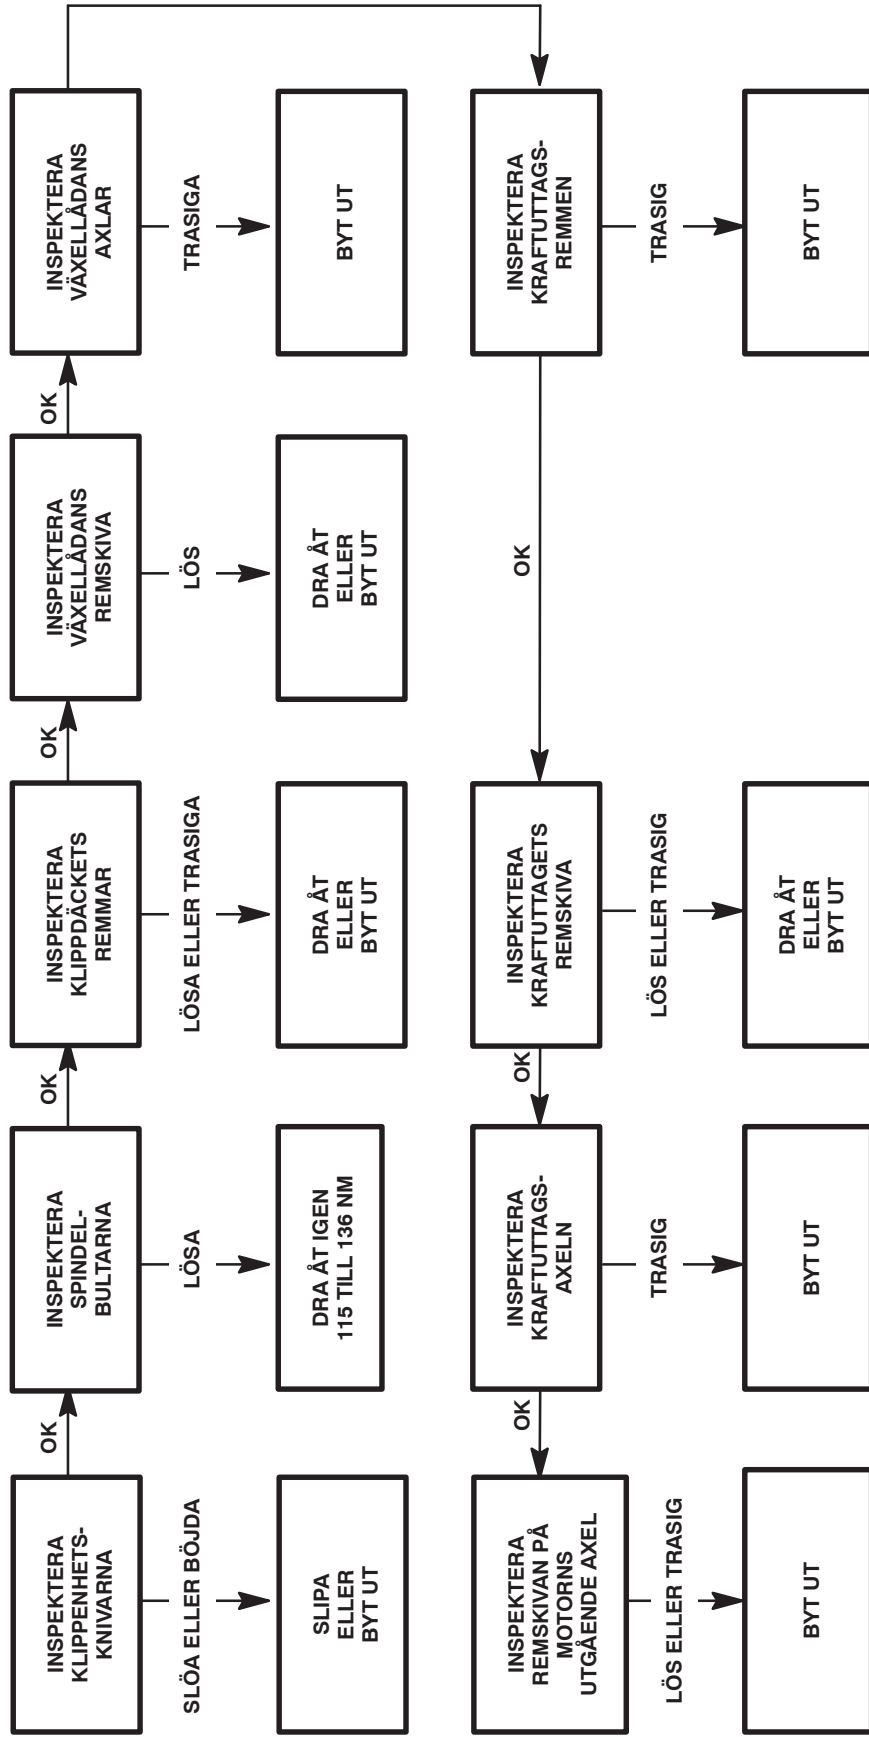 INSPEKTERA
KLIPPENHETS-
KNIVARNA
OK
INSPEKTERA
SPINDEL-
BULTARNA
OK
INSPEKTERA
KLIPPDÄCKETS
REMMAR
OK
INSPEKTERA
VÄXELLÅDANS
REMSKIVA
OK
INSPEKTERA
VÄXELLÅDANS
AXLAR
SLÖA ELLER BÖJDA
LÖSA
LÖSA ELLER TRASIGA
LÖS
TRASIGA
SLIPA
ELLER
BYT UT
DRA ÅT IGEN
115 TILL 136 NM
DRA ÅT
ELLER
BYT UT
DRA ÅT
ELLER
BYT UT
BYT UT
INSPEKTERA
REMSKIVAN PÅ
MOTORNS
UTGÅENDE AXEL
OK
INSPEKTERA
KRAFTUTTAGS-
AXELN
OK
INSPEKTERA
KRAFTUTTAGETS
REMSKIVA
OK
INSPEKTERA
KRAFTUTTAGS-
REMMEN
LÖS ELLER TRASIG
TRASIG
LÖS ELLER TRASIG
TRASIG
BYT UT
BYT UT
DRA ÅT
ELLER
BYT UT
BYT UT